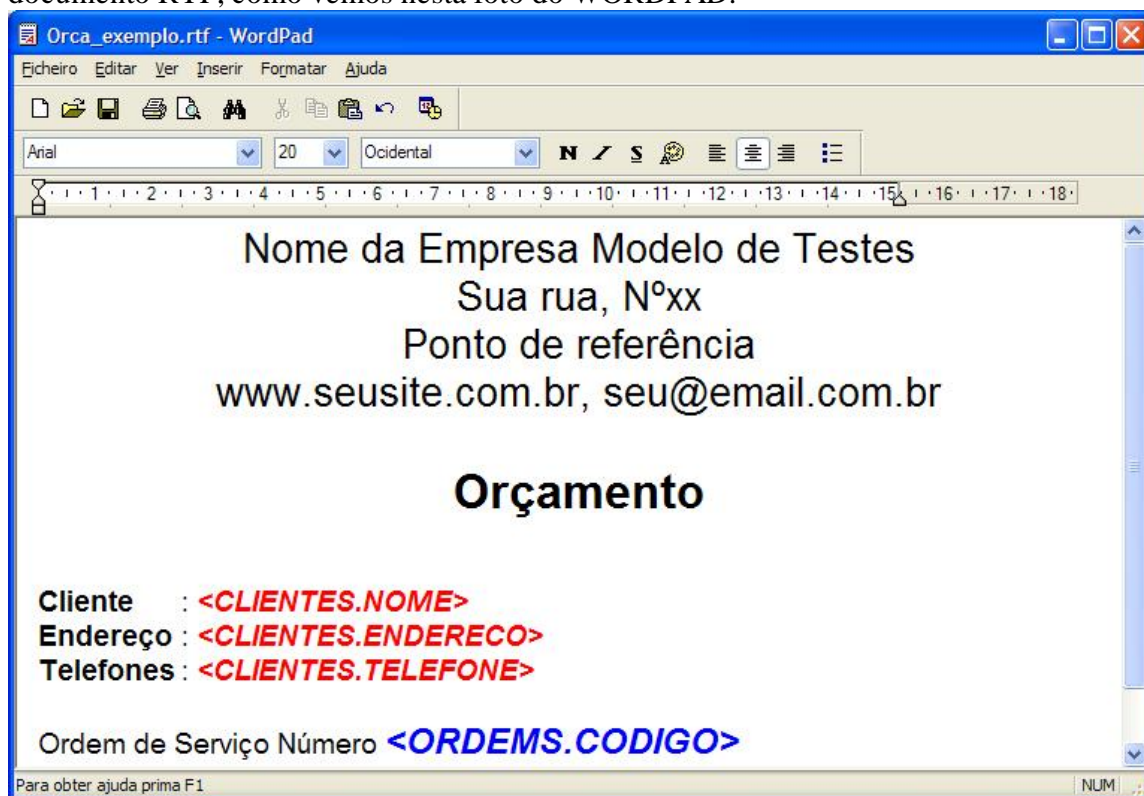 documento RTF, como vemos nesta foto do WORDPAD.
Orca_exemplo.rtf - WordPad
Ficheiro Editar Ver Inserir Formatar Ajuda
Arial 20 Ocidental N I S
1 2 3 4 5 6 7 8 9 10 11 12 13 14 15 16 17 18
Nome da Empresa Modelo de Testes
Sua rua, Nºxx
Ponto de referência
www.seusite.com.br, seu@email.com.br
Orçamento
Cliente : <CLIENTES.NOME>
Endereço : <CLIENTES.ENDERECO>
Telefones : <CLIENTES.TELEFONE>
Ordem de Serviço Número <ORDEMS.CODIGO>
Para obter ajuda prima F1 NUM